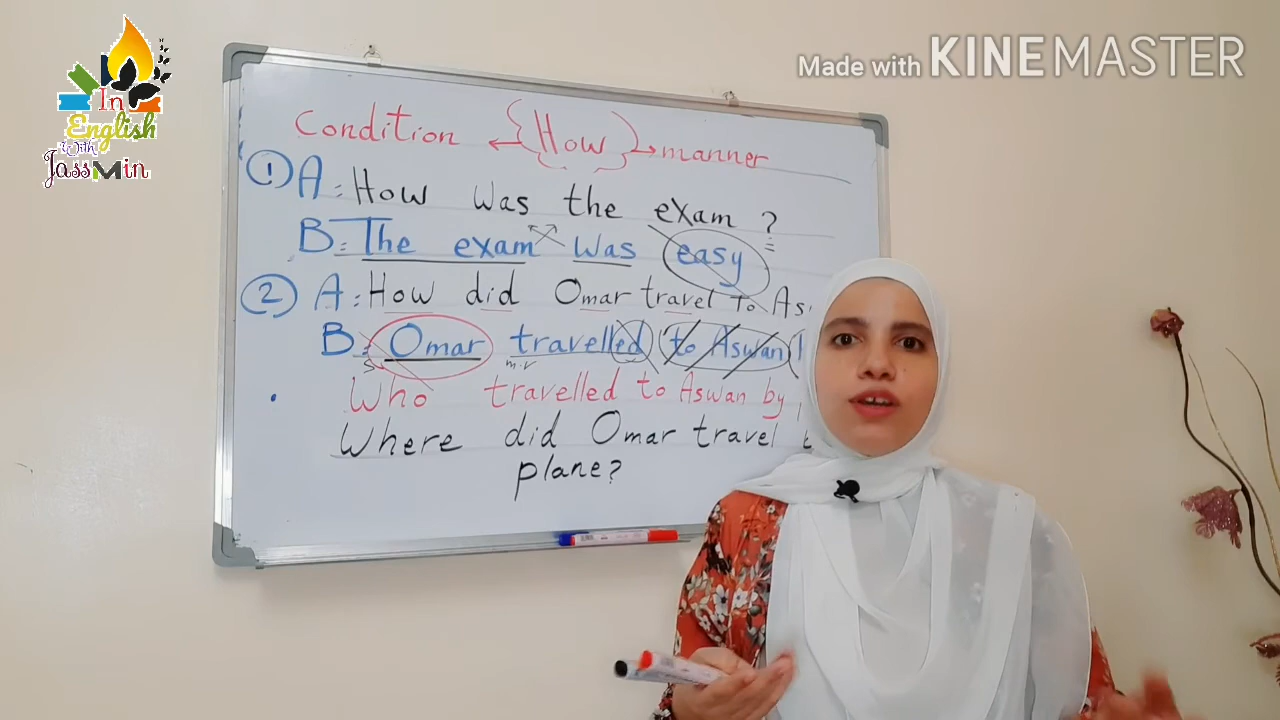 Made with KINEMASTER
In
English
with
JassMin
Condition ← {How} → manner
① A: How was the exam?
B: The exam was easy
② A: How did Omar travel to As
B: Omar travelled to Aswan
S. m.v
Who travelled to Aswan by
Where did Omar travel
plane?